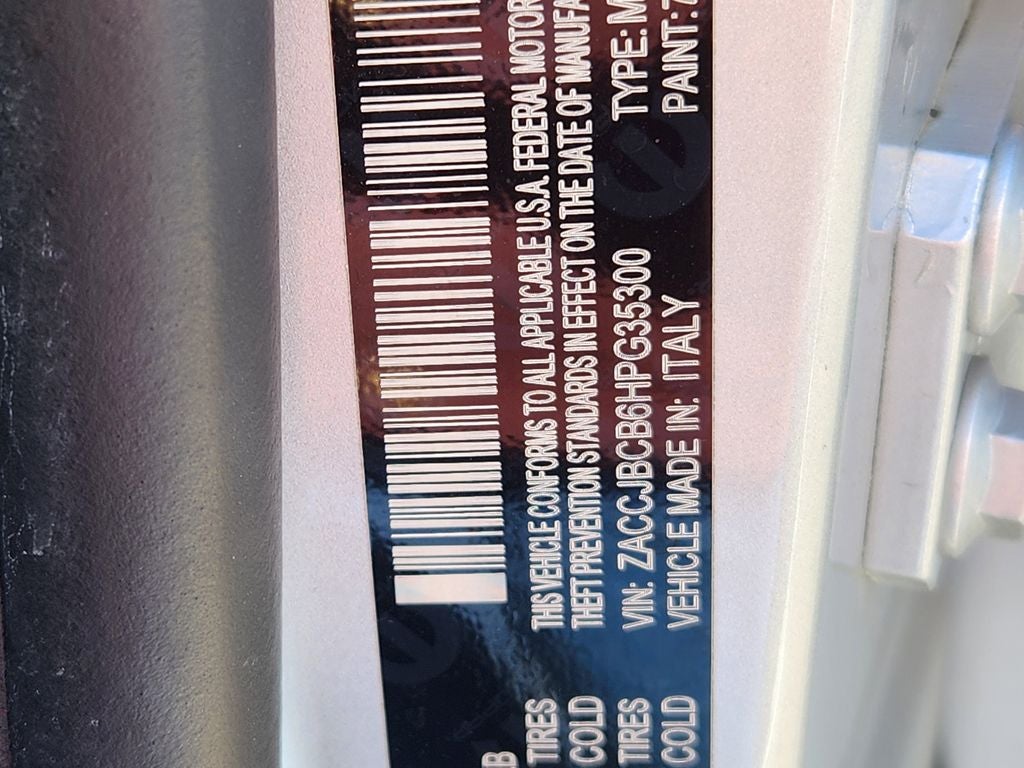 THIS VEHICLE CONFORMS TO ALL APPLICABLE U.S.A. FEDERAL MOTOR
THEFT PREVENTION STANDARDS IN EFFECT ON THE DATE OF MANUFA
VIN: ZACCJBCB6HPG35300 TYPE: M
VEHICLE MADE IN: ITALY PAINT:
TIRES
COLD
TIRES
COLD